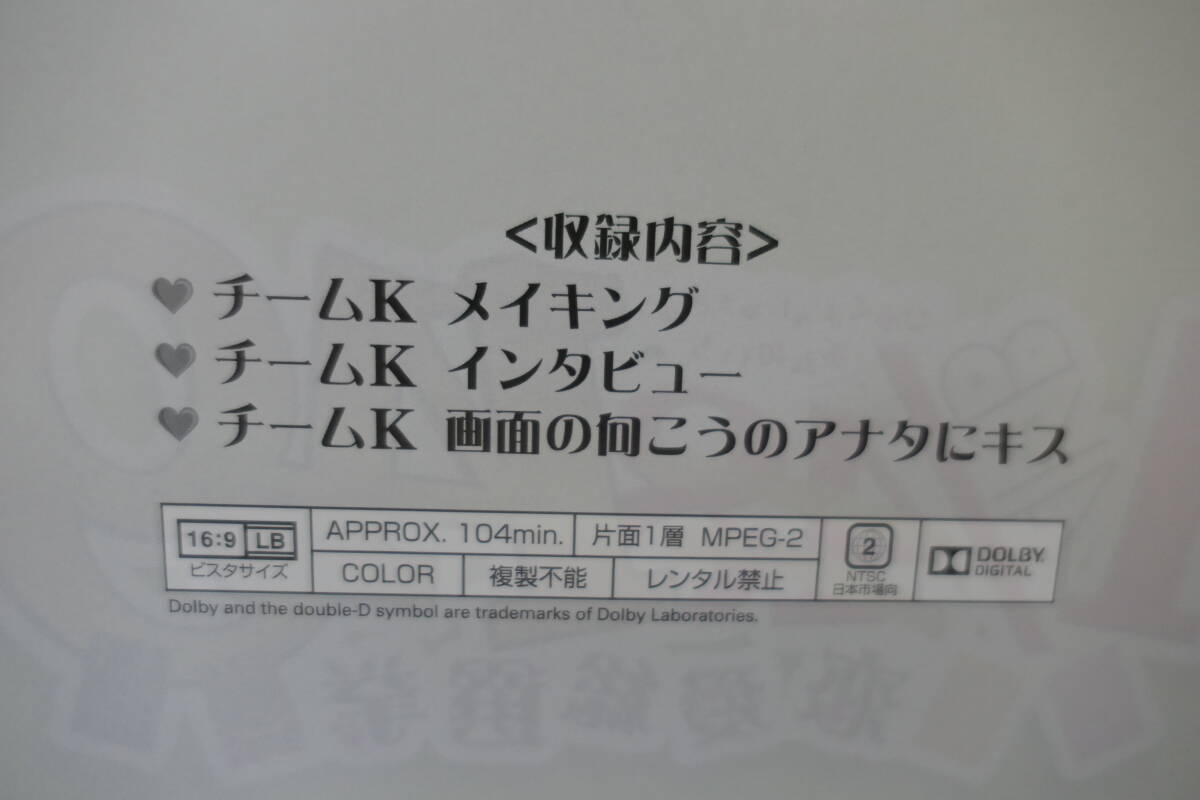 <収録内容>
チームK メイキング
チームK インタビュー
チームK 画面の向こうのアナタにキス
16:9 LB APPROX. 104min. 片面1層 MPEG-2 2 DOLBY
ビスタサイズ COLOR 複製不能 レンタル禁止 NTSC DIGITAL
日本市場向
Dolby and the double-D symbol are trademarks of Dolby Laboratories.